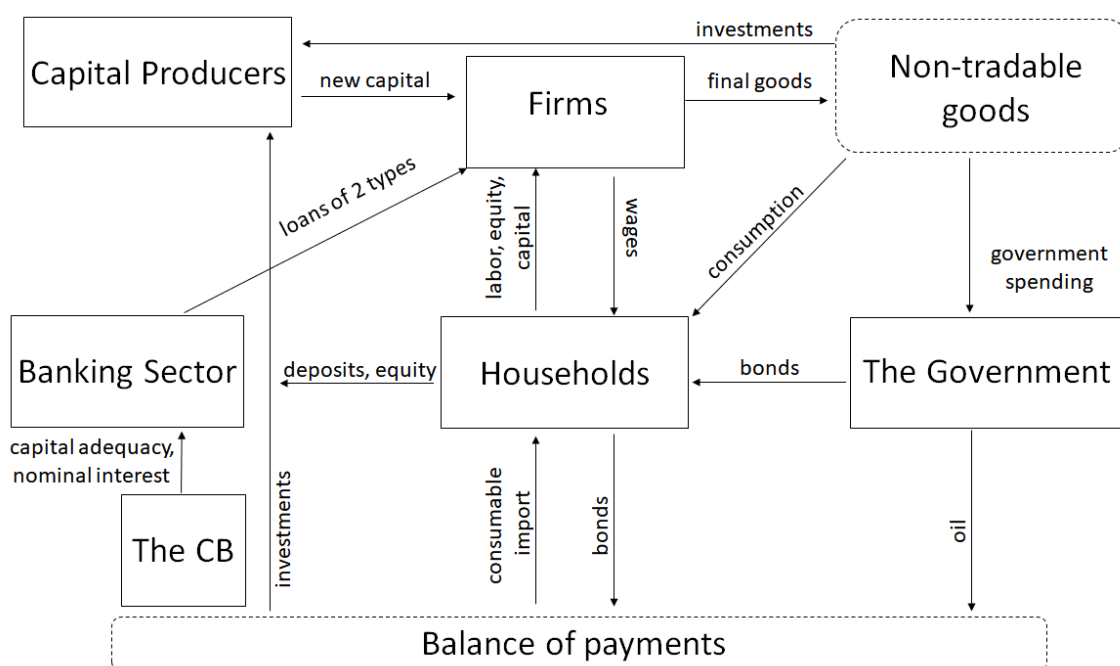 investments
Capital Producers
new capital
Firms
final goods
Non-tradable
goods
loans of 2 types
labor, equity,
capital
wages
consumption
government
spending
Banking Sector
deposits, equity
Households
bonds
The Government
capital adequacy,
nominal interest
The CB
investments
consumable
import
bonds
oil
Balance of payments